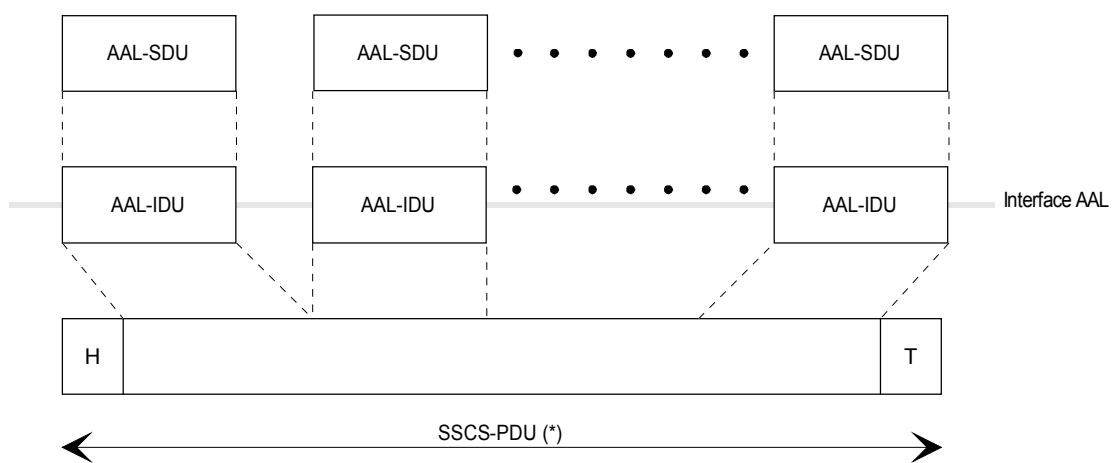 AAL-SDU AAL-SDU AAL-SDU
AAL-IDU AAL-IDU AAL-IDU Interface AAL
H T
SSCS-PDU (*)